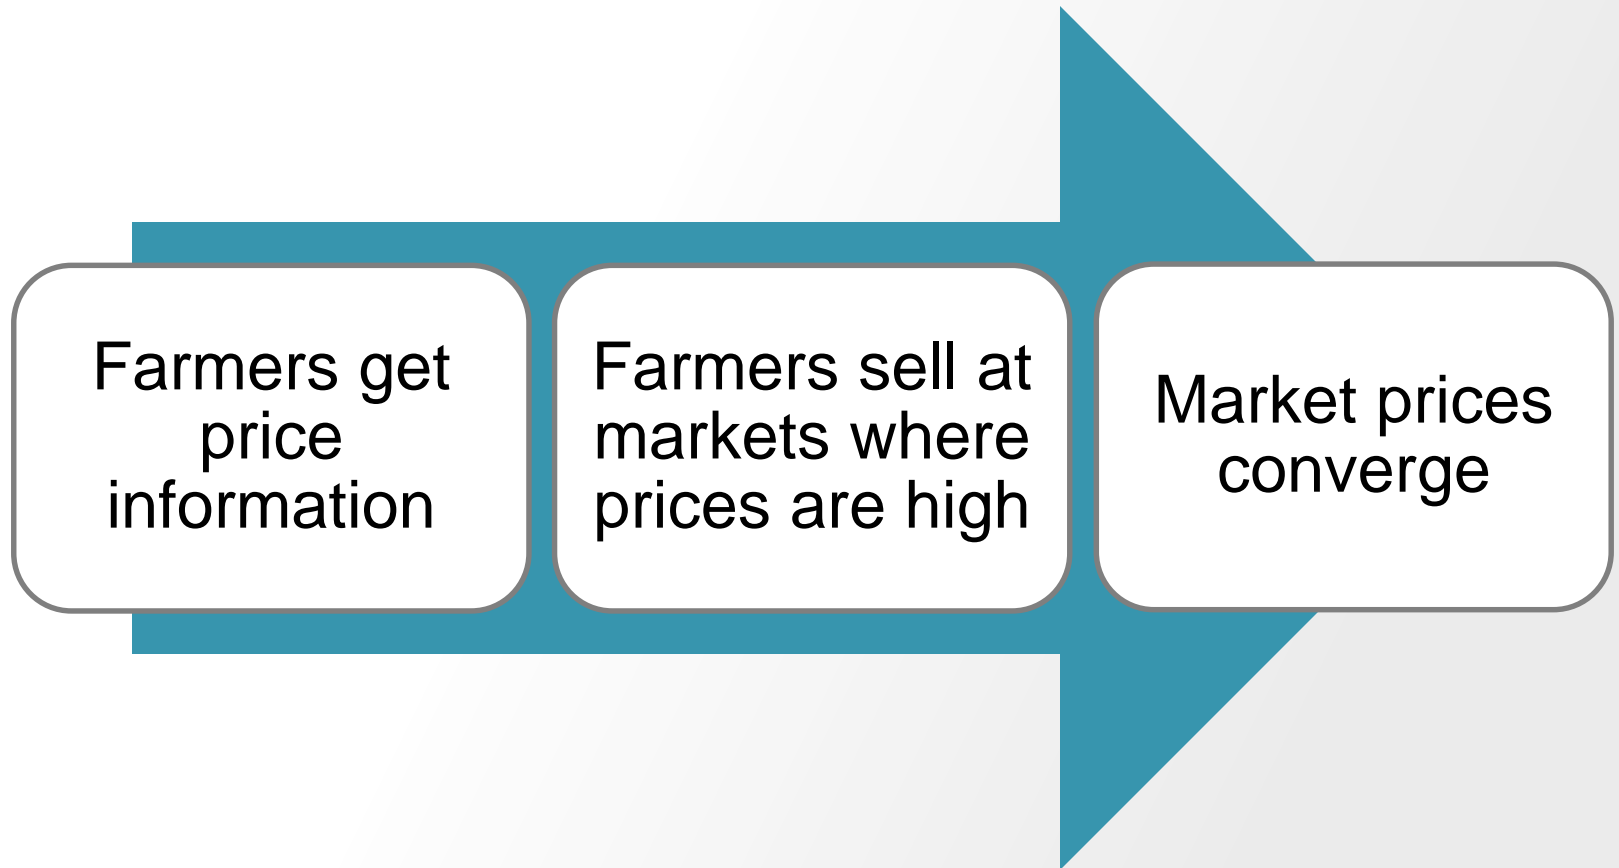 Farmers get
price
information
Farmers sell at
markets where
prices are high
Market prices
converge